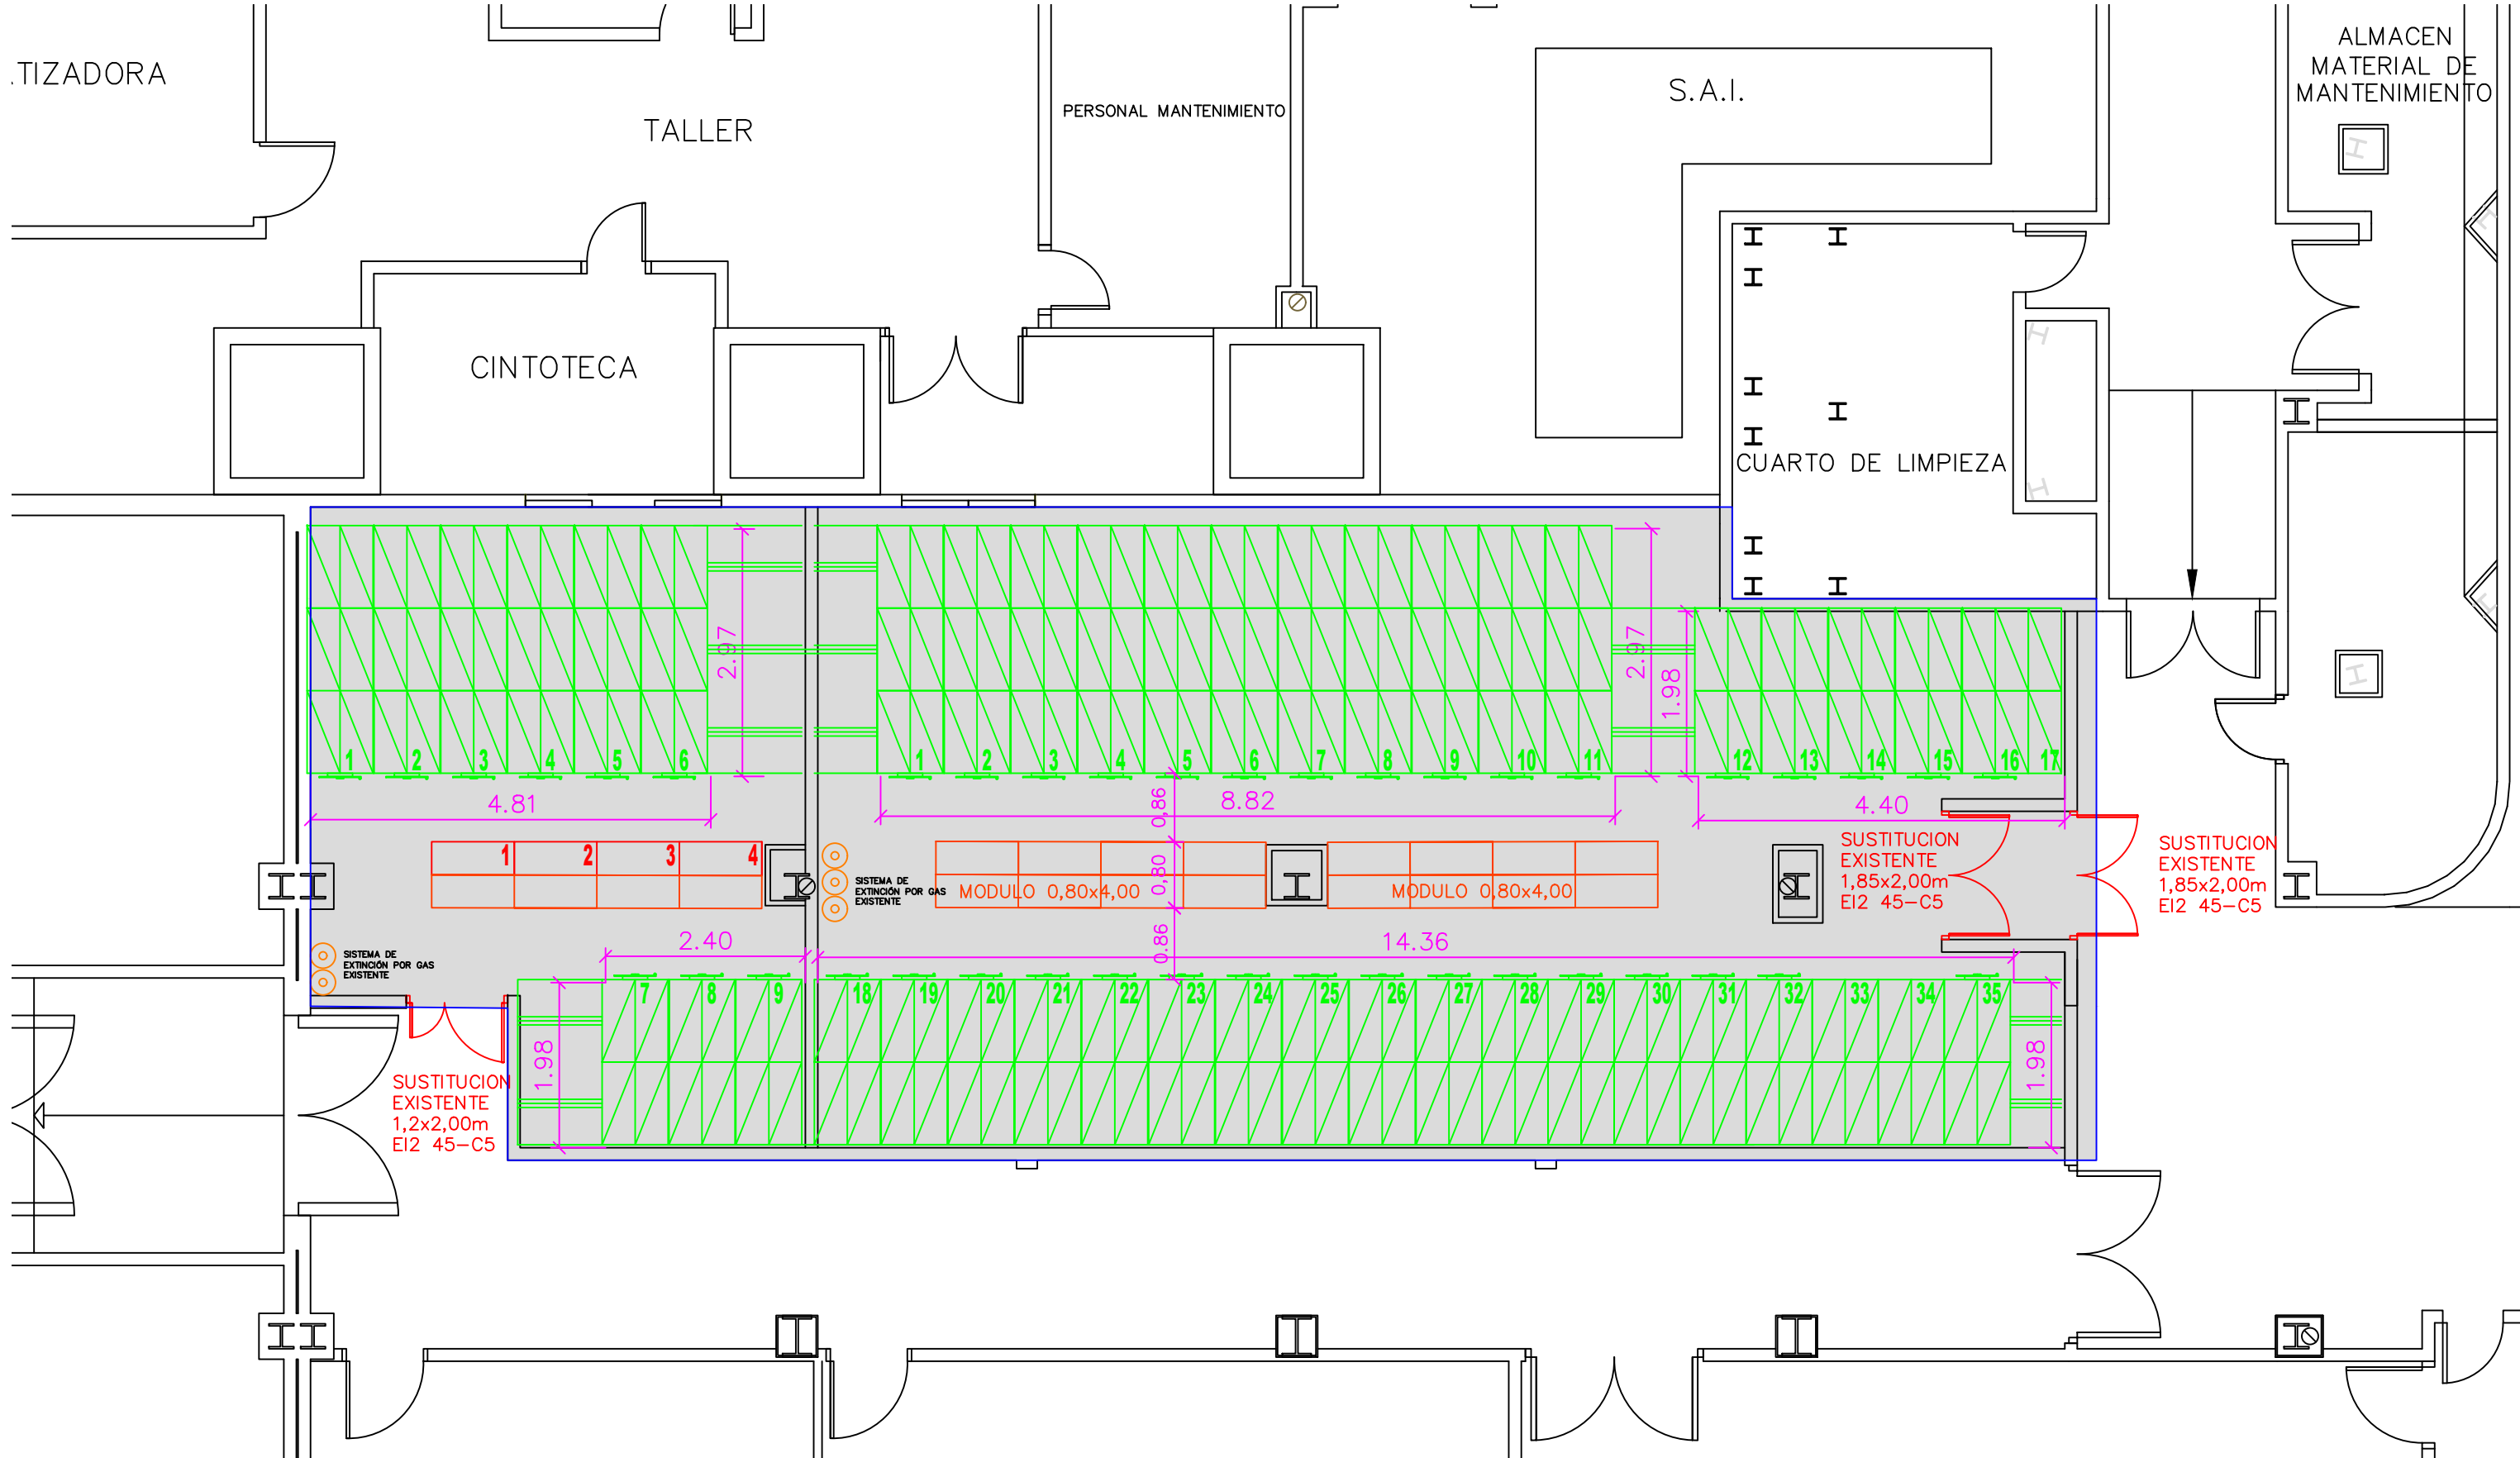 .TIZADORA
TALLER
PERSONAL MANTENIMIENTO
S.A.I.
ALMACEN
MATERIAL DE
MANTENIMIENTO
CINTOTECA
CUARTO DE LIMPIEZA
2.97
2.97
1.98
1 2 3 4 5 6
1 2 3 4 5 6 7 8 9 10 11
12 13 14 15 16 17
4.81
0,86
8.82
4.40
1 2 3 4
SISTEMA DE
EXTINCIÓN POR GAS
EXISTENTE
MODULO 0,80x4,00
0,80
MODULO 0,80x4,00
SUSTITUCION
EXISTENTE
1,85x2,00m
EI2 45-C5
SUSTITUCION
EXISTENTE
1,85x2,00m
EI2 45-C5
SISTEMA DE
EXTINCIÓN POR GAS
EXISTENTE
2.40
0.86
14.36
7 8 9
18 19 20 21 22 23 24 25 26 27 28 29 30 31 32 33 34 35
1.98
1.98
SUSTITUCION
EXISTENTE
1,2x2,00m
EI2 45-C5